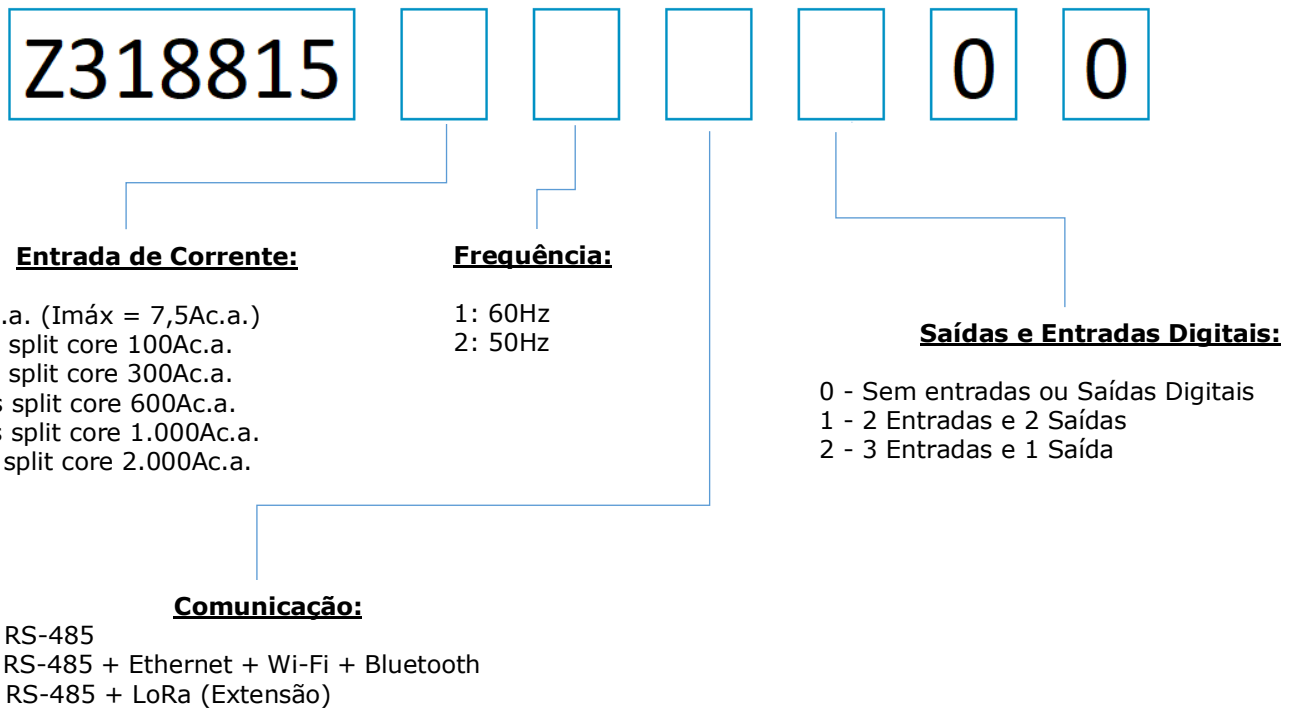 Z318815 0 0
Entrada de Corrente:
.a. (Imáx = 7,5Ac.a.)
split core 100Ac.a.
split core 300Ac.a.
s split core 600Ac.a.
s split core 1.000Ac.a.
split core 2.000Ac.a.
Frequência:
1: 60Hz
2: 50Hz
Saídas e Entradas Digitais:
0 - Sem entradas ou Saídas Digitais
1 - 2 Entradas e 2 Saídas
2 - 3 Entradas e 1 Saída
Comunicação:
RS-485
RS-485 + Ethernet + Wi-Fi + Bluetooth
RS-485 + LoRa (Extensão)